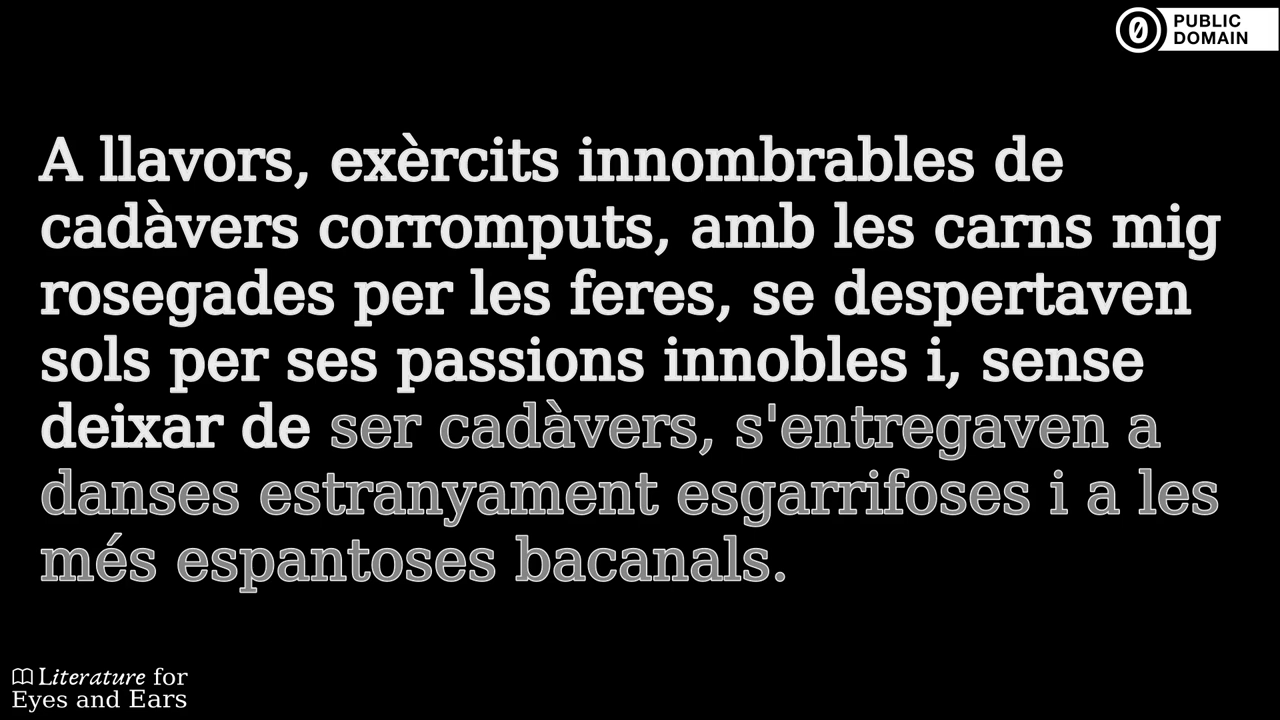 PUBLIC
DOMAIN
A llavors, exèrcits innombrables de
cadàvers corromputs, amb les carns mig
rosegades per les feres, se despertaven
sols per ses passions innobles i, sense
deixar de ser cadàvers, s'entregaven a
danses estranyament esgarrifoses i a les
més espantoses bacanals.
Literature for
Eyes and Ears